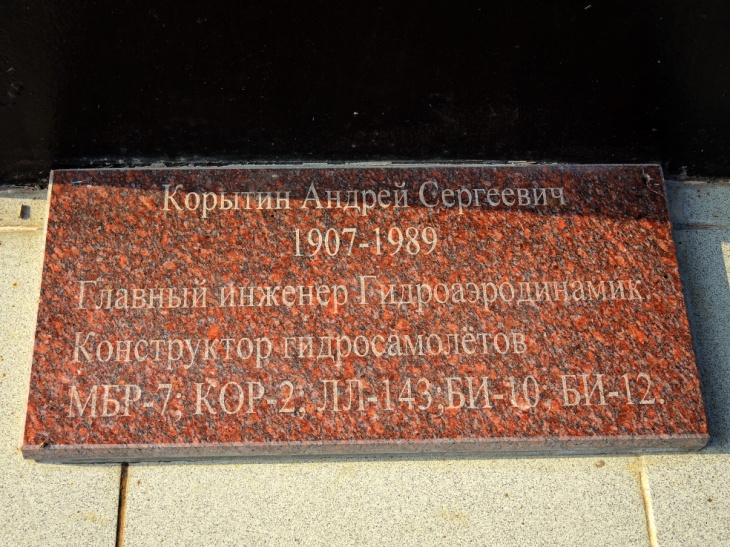 Корытин Андрей Сергеевич
1907-1989
Главный инженер Гидроаэродинамик.
Конструктор гидросамолётов
МБР-7; КОР-2; ЛЛ-143;БИ-10; БИ-12.